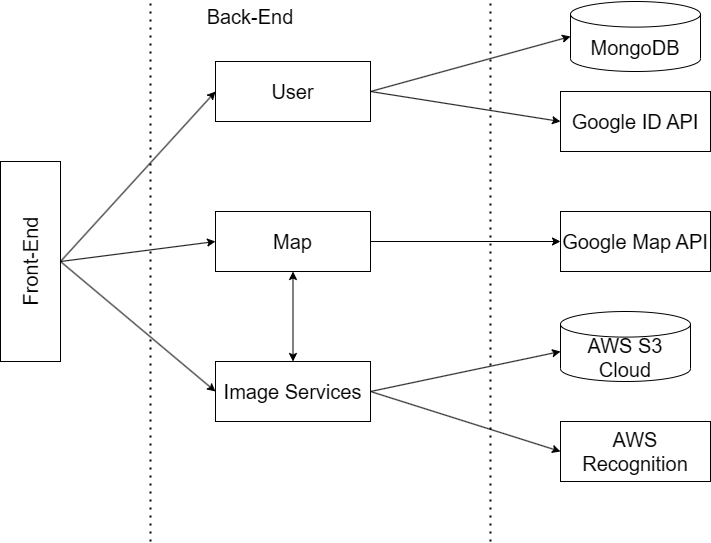 Back-End
MongoDB
User
Google ID API
Front-End
Map
Google Map API
AWS S3
Cloud
Image Services
AWS
Recognition